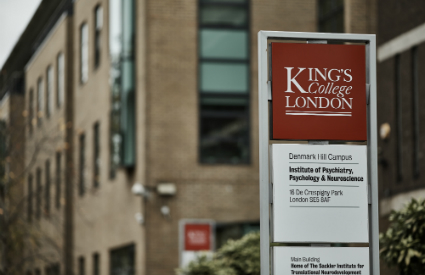 KING'S
College
LONDON
Denmark Hill Campus
Institute of Psychiatry,
Psychology & Neuroscience
16 De Crespigny Park
London SE5 8AF
Main Building
Home of The Sackler Institute for
Translational Neurodevelopment